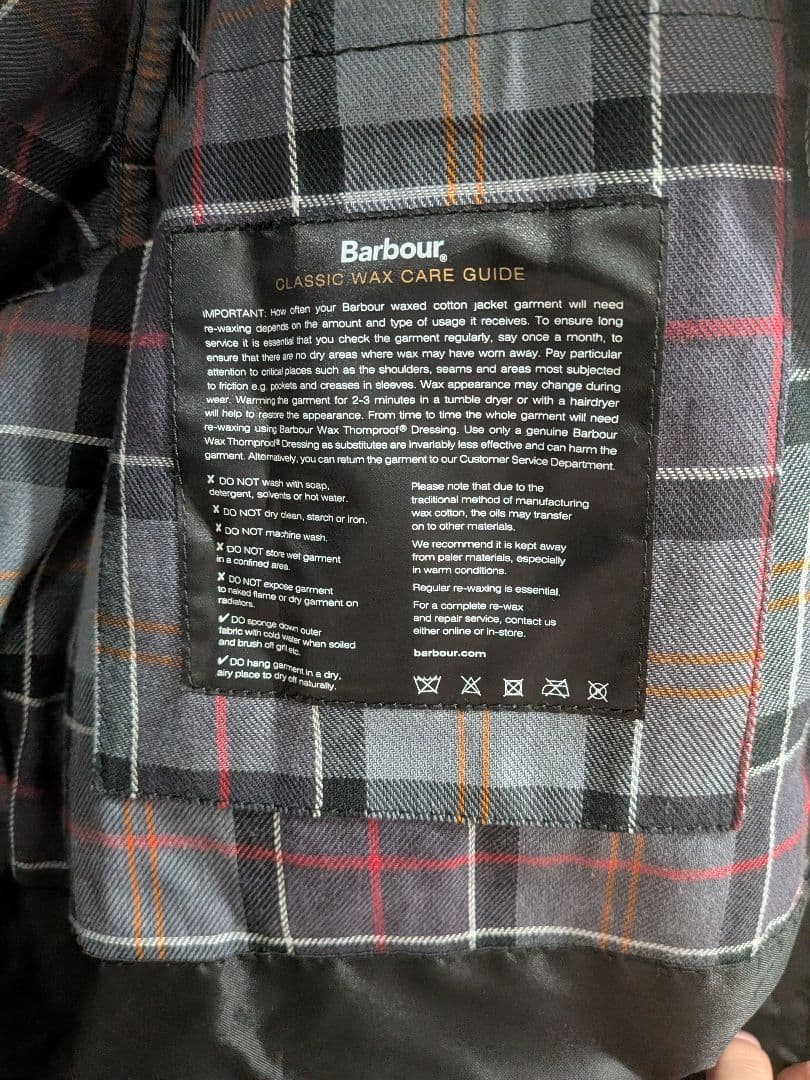 Barbour®
CLASSIC WAX CARE GUIDE
IMPORTANT: How often your Barbour waxed cotton jacket garment will need
re-waxing depends on the amount and type of usage it receives. To ensure long
service it is essential that you check the garment regularly, say once a month, to
ensure that there are no dry areas where wax may have worn away. Pay particular
attention to critical places such as the shoulders, seams and areas most subjected
to friction e.g. pockets and creases in sleeves. Wax appearance may change during
wear. Warming the garment for 2-3 minutes in a tumble dryer or with a hairdryer
will help to restore the appearance. From time to time the whole garment will need
re-waxing using Barbour Wax Thornproof® Dressing. Use only a genuine Barbour
Wax Thornproof® Dressing as substitutes are invariably less effective and can harm the
garment. Alternatively, you can return the garment to our Customer Service Department.
✗ DO NOT wash with soap,
detergent, solvents or hot water.
✗ DO NOT dry clean, starch or iron.
✗ DO NOT machine wash.
✗ DO NOT store wet garment
in a confined area.
✗ DO NOT expose garment
to naked flame or dry garment on
radiators.
✓ DO sponge down outer
fabric with cold water when soiled
and brush off grit etc.
✓ DO hang garment in a dry,
airy place to dry off naturally.
Please note that due to the
traditional method of manufacturing
wax cotton, the oils may transfer
on to other materials.
We recommend it is kept away
from paler materials, especially
in warm conditions.
Regular re-waxing is essential.
For a complete re-wax
and repair service, contact us
either online or in-store.
barbour.com